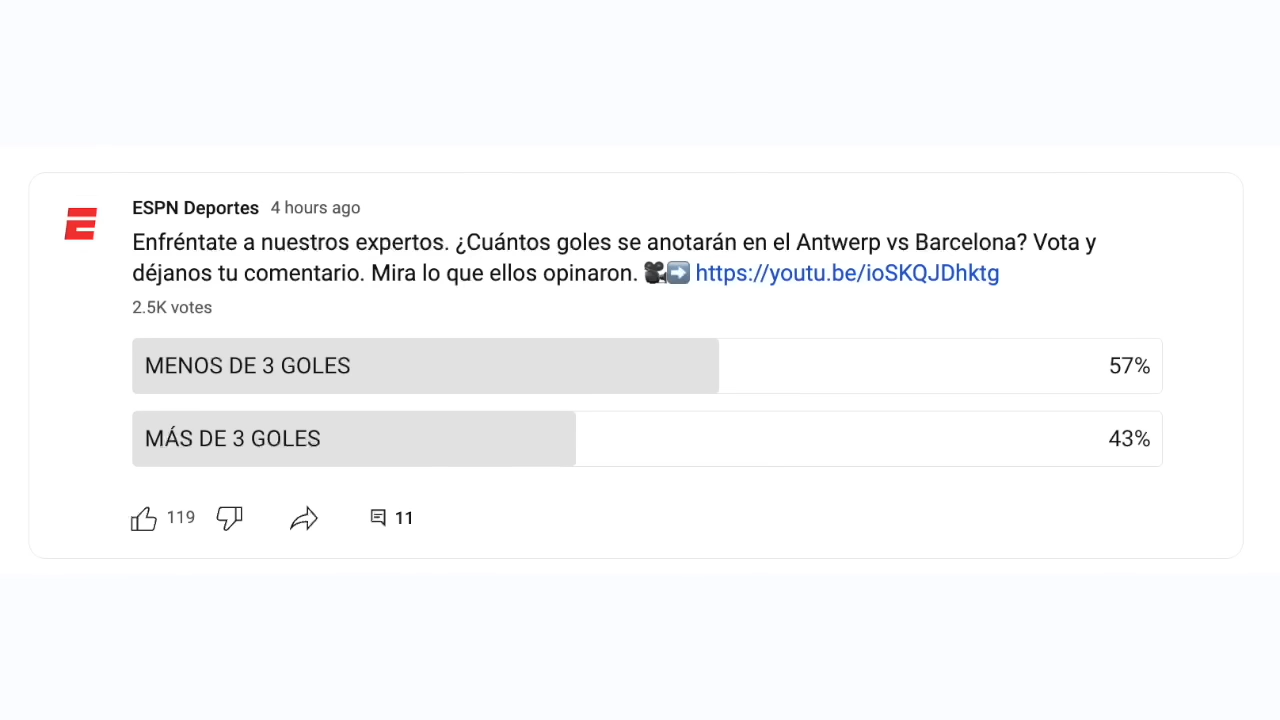 ESPN Deportes 4 hours ago
Enfréntate a nuestros expertos. ¿Cuántos goles se anotarán en el Antwerp vs Barcelona? Vota y
déjanos tu comentario. Mira lo que ellos opinaron. 🎥➡️ https://youtu.be/ioSKQJDhktg
2.5K votes
MENOS DE 3 GOLES 57%
MÁS DE 3 GOLES 43%
119 11